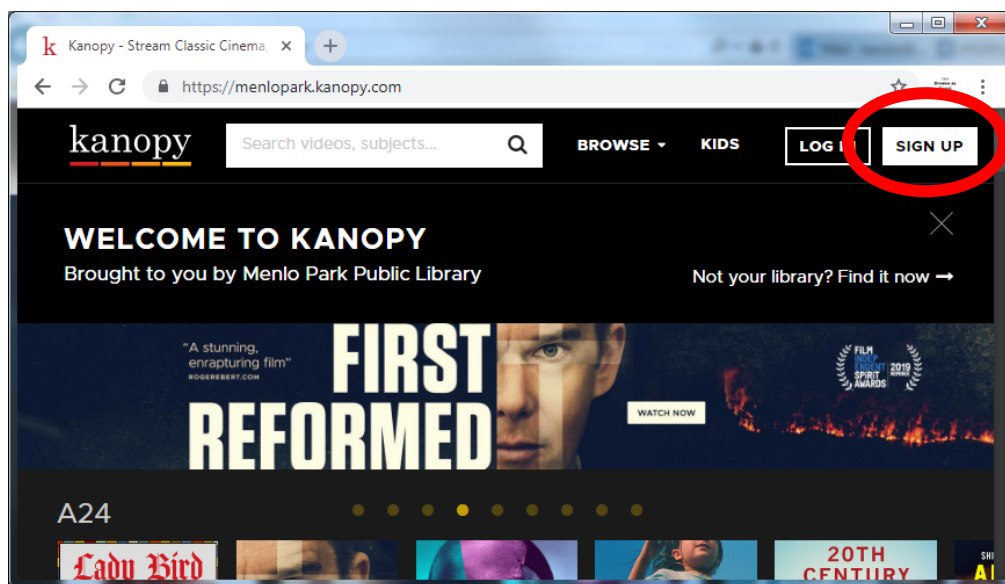 k Kanopy - Stream Classic Cinema, × +
https://menlopark.kanopy.com
kanopy Search videos, subjects... BROWSE KIDS LOG IN SIGN UP
WELCOME TO KANOPY
Brought to you by Menlo Park Public Library
Not your library? Find it now →
"A stunning,
enrapturing film"
ROGEREBERT.COM
FIRST
REFORMED
WATCH NOW
FILM
INDEP
ENDENT
SPIRIT
AWARDS
2019
A24
Lady Bird
20TH
CENTURY